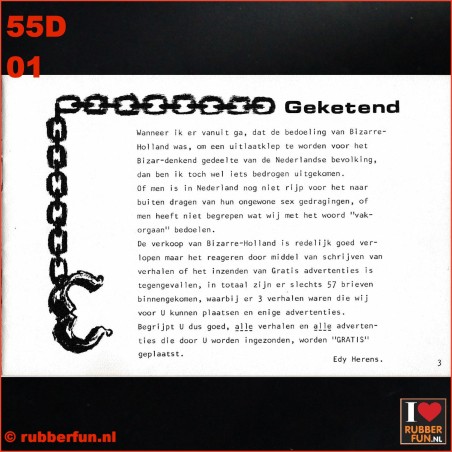 55D
01
Geketend
Wanneer ik er vanuit ga, dat de bedoeling van Bizarre-
Holland was, om een uitlaatklep te worden voor het
Bizar-denkend gedeelte van de Nederlandse bevolking,
dan ben ik toch wel iets bedrogen uitgekomen.
Of men is in Nederland nog niet rijp voor het naar
buiten dragen van hun ongewone sex gedragingen, of
men heeft niet begrepen wat wij met het woord "vak-
orgaan" bedoelen.
De verkoop van Bizarre-Holland is redelijk goed ver-
lopen maar het reageren door middel van schrijven van
verhalen of het inzenden van Gratis advertenties is
tegengevallen, in totaal zijn er slechts 57 brieven
binnengekomen, waarbij er 3 verhalen waren die wij
voor U kunnen plaatsen en enige advertenties.
Begrijpt U dus goed, alle verhalen en alle adverten-
ties die door U worden ingezonden, worden "GRATIS"
geplaatst.
Edy Herens.
3
© rubberfun.nl
I
RUBBER
FUN.NL